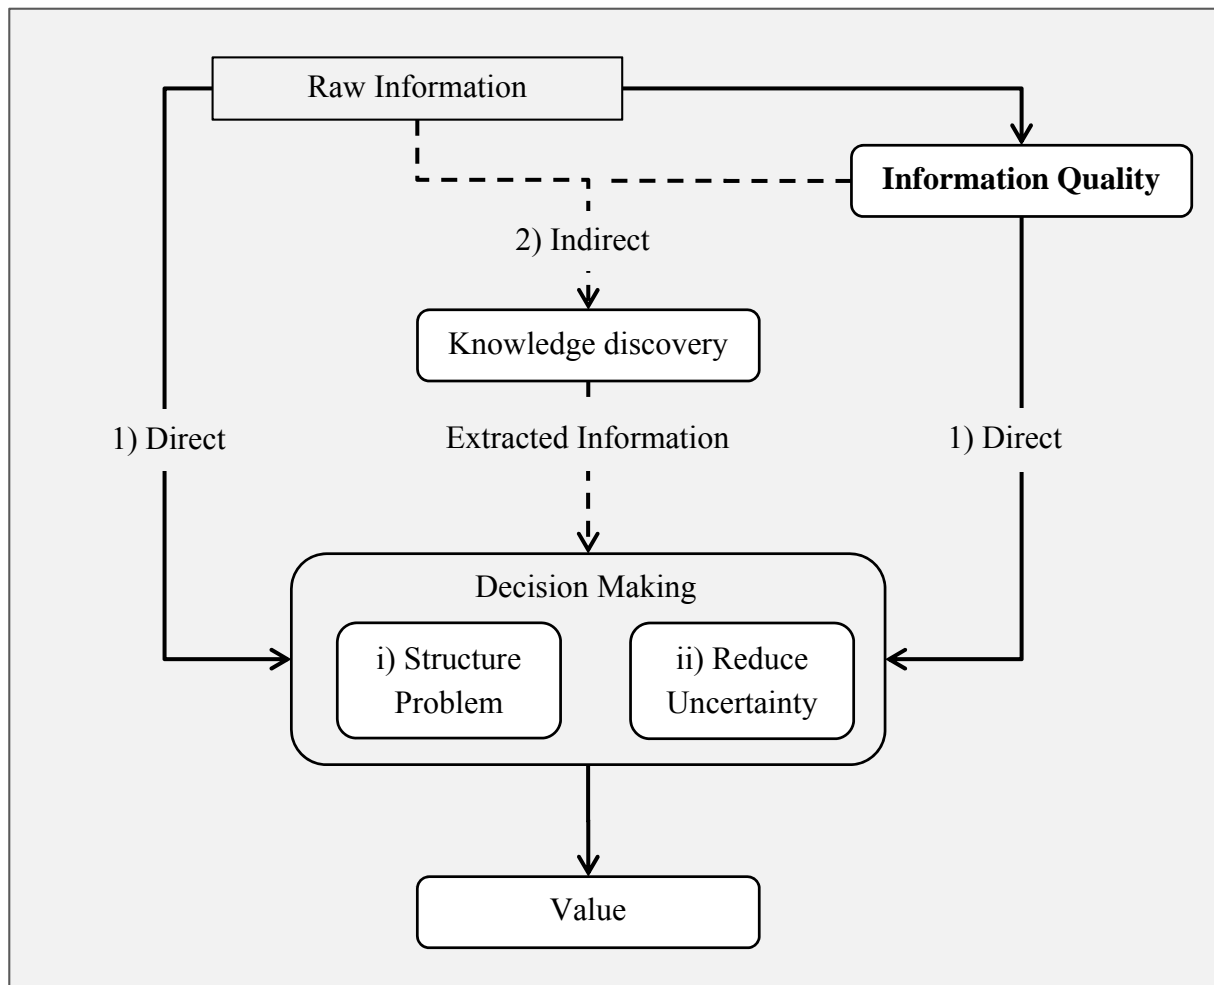 Raw Information
Information Quality
2) Indirect
Knowledge discovery
1) Direct
Extracted Information
1) Direct
Decision Making
i) Structure
Problem
ii) Reduce
Uncertainty
Value